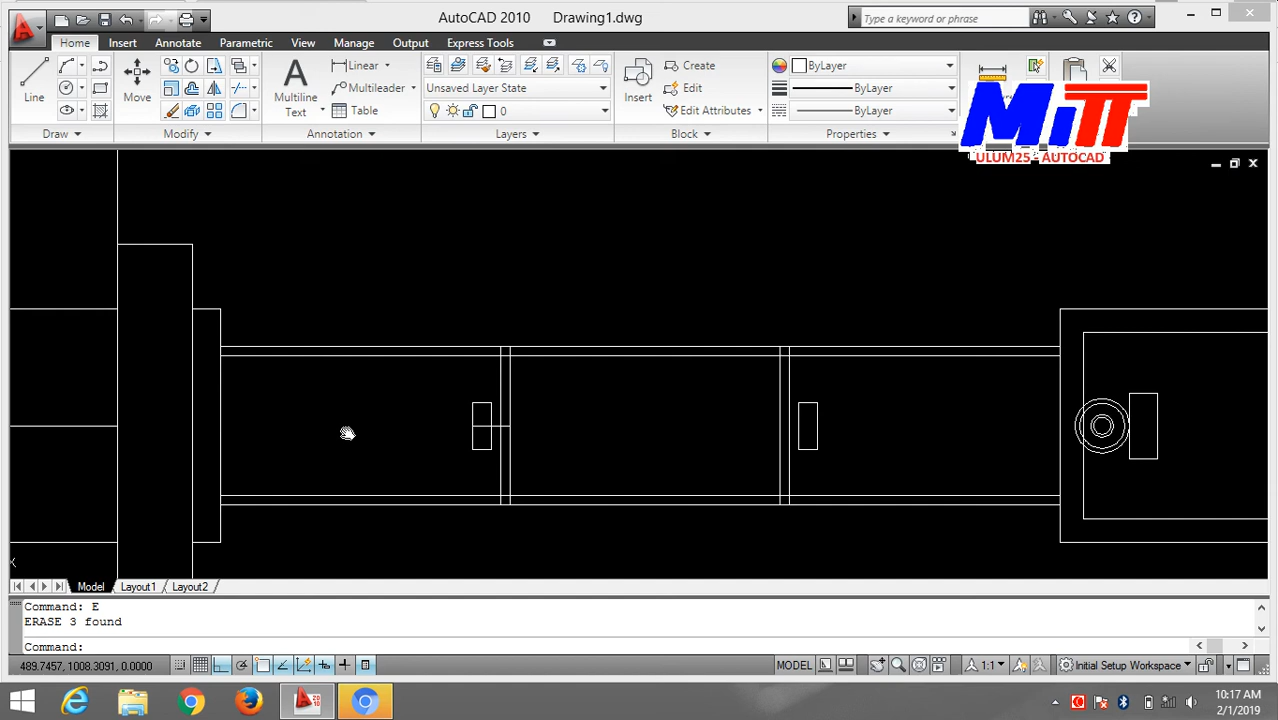 AutoCAD 2010 Drawing1.dwg
Type a keyword or phrase
Home Insert Annotate Parametric View Manage Output Express Tools
Line Move Multiline Text Linear Multileader Table
Unsaved Layer State
0
Insert Create Edit Edit Attributes
ByLayer
ByLayer
ByLayer
Draw Modify Annotation Layers Block Properties
MiTT
ULUM25 - AUTOCAD
X
Model Layout1 Layout2
Command: E
ERASE 3 found
Command:
489.7457, 1008.3091, 0.0000 MODEL 1:1 Initial Setup Workspace
10:17 AM
2/1/2019